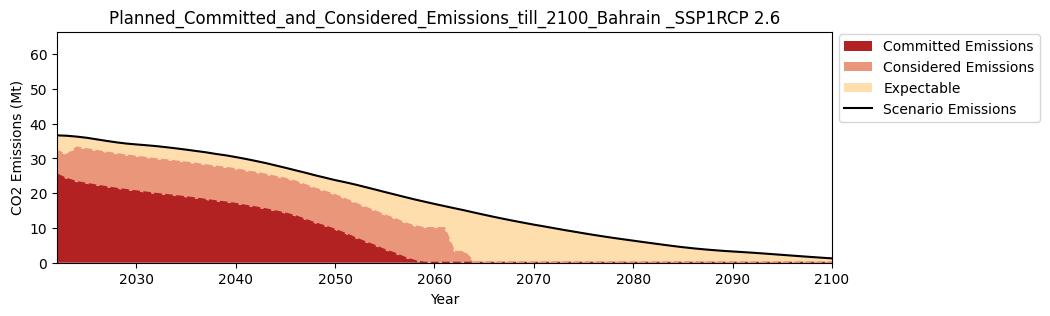 Planned_Committed_and_Considered_Emissions_till_2100_Bahrain _SSP1RCP 2.6
60
50
40
30
20
10
0
CO2 Emissions (Mt)
2030 2040 2050 2060 2070 2080 2090 2100
Year
Committed Emissions
Considered Emissions
Expectable
Scenario Emissions